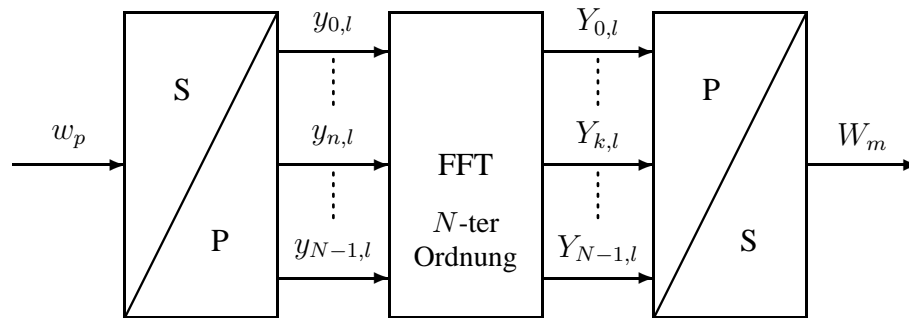 y_{0,l}
Y_{0,l}
S
P
w_p
y_{n,l}
Y_{k,l}
W_m
FFT
P
N-ter
S
y_{N-1,l}
Ordnung
Y_{N-1,l}